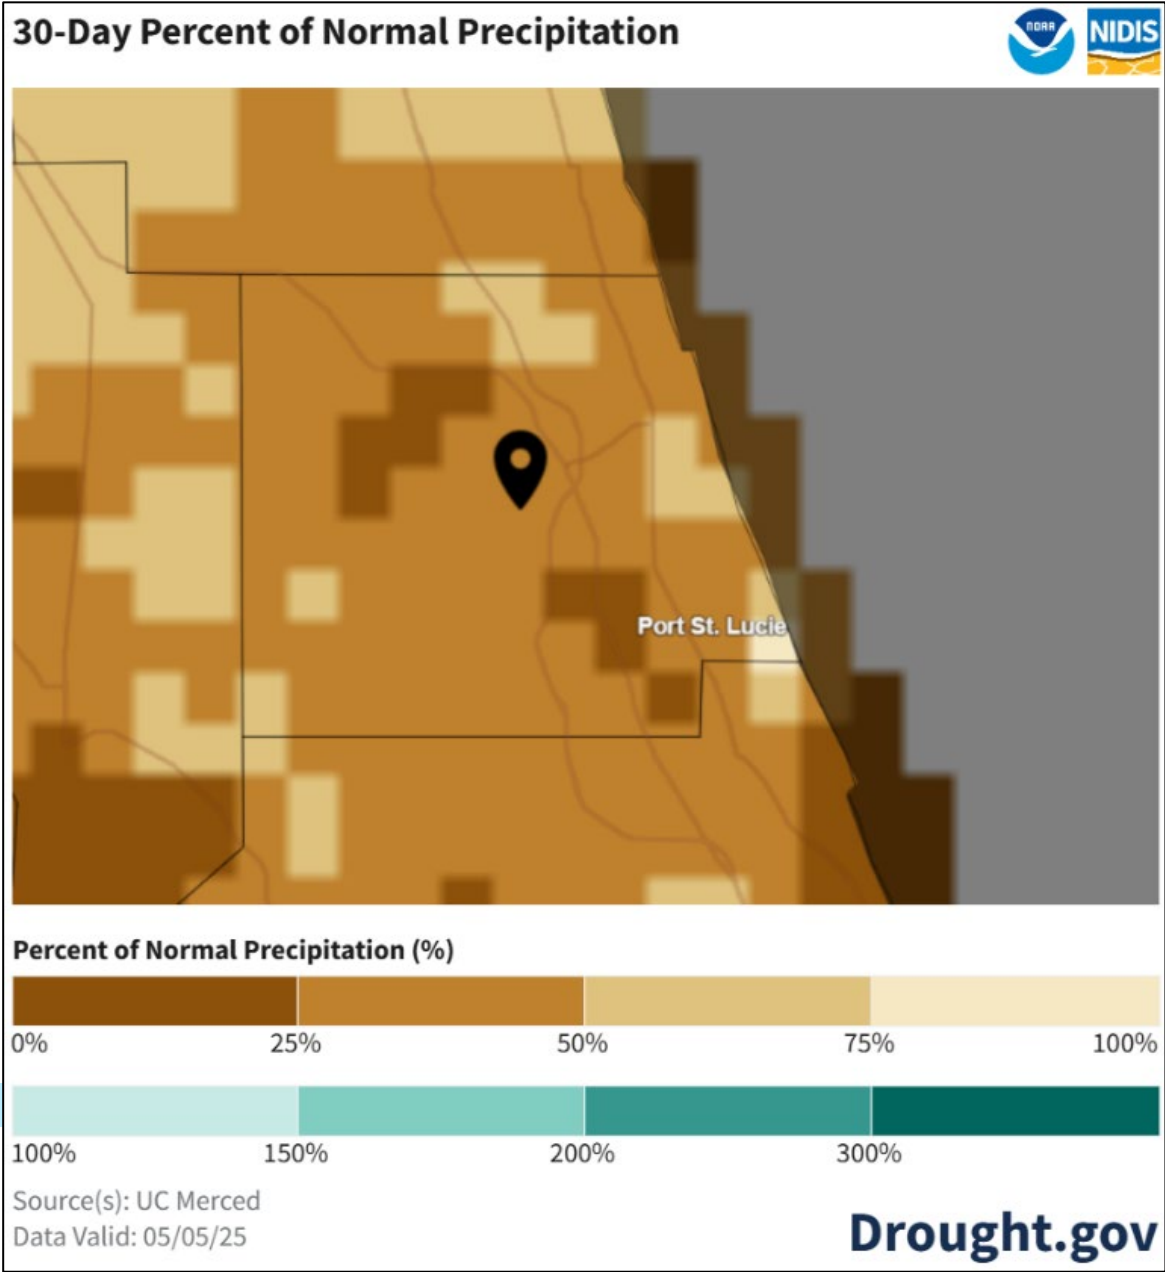 30-Day Percent of Normal Precipitation
NOAA
NIDIS
Port St. Lucie
Percent of Normal Precipitation (%)
0% 25% 50% 75% 100%
100% 150% 200% 300%
Source(s): UC Merced
Data Valid: 05/05/25
Drought.gov